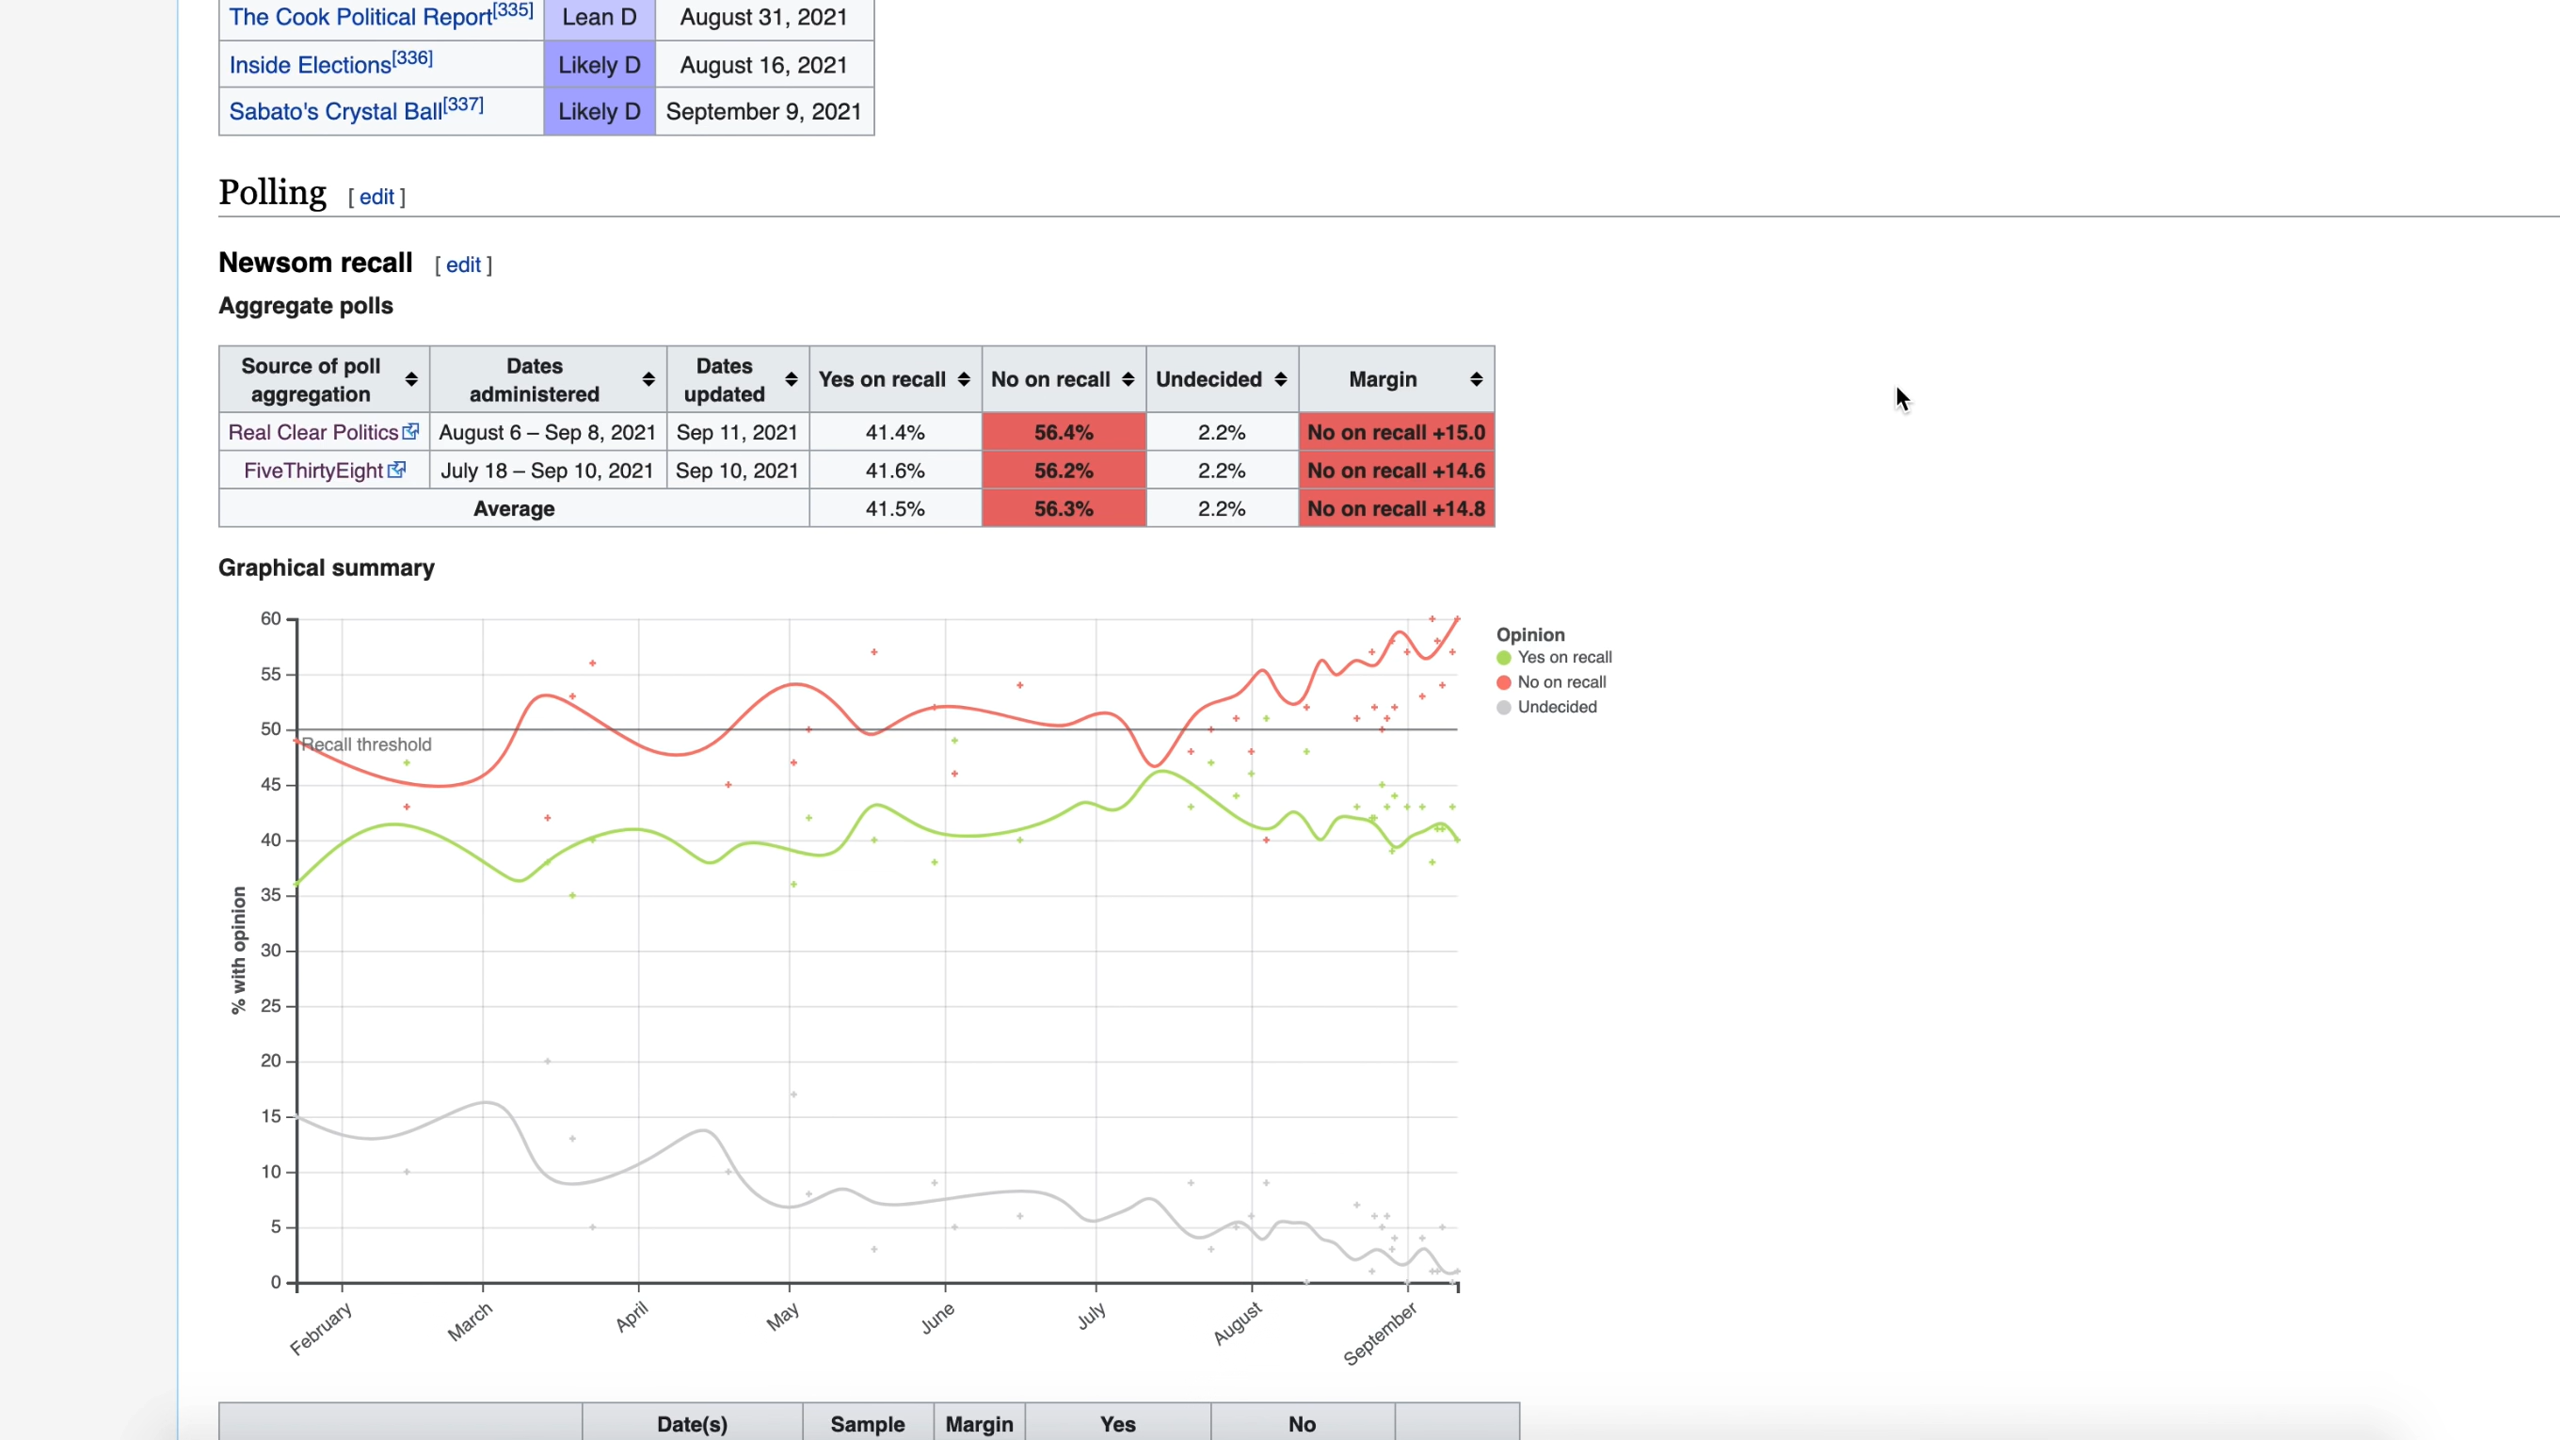 The Cook Political Report[335] Lean D August 31, 2021
Inside Elections[336] Likely D August 16, 2021
Sabato's Crystal Ball[337] Likely D September 9, 2021
Polling [ edit ]
Newsom recall [ edit ]
Aggregate polls
Source of poll aggregation Dates administered Dates updated Yes on recall No on recall Undecided Margin
Real Clear Politics August 6 – Sep 8, 2021 Sep 11, 2021 41.4% 56.4% 2.2% No on recall +15.0
FiveThirtyEight July 18 – Sep 10, 2021 Sep 10, 2021 41.6% 56.2% 2.2% No on recall +14.6
Average 41.5% 56.3% 2.2% No on recall +14.8
Graphical summary
60
55
50
45
40
35
30
25
20
15
10
5
0
% with opinion
Recall threshold
Opinion
Yes on recall
No on recall
Undecided
February March April May June July August September
Date(s) Sample Margin Yes No